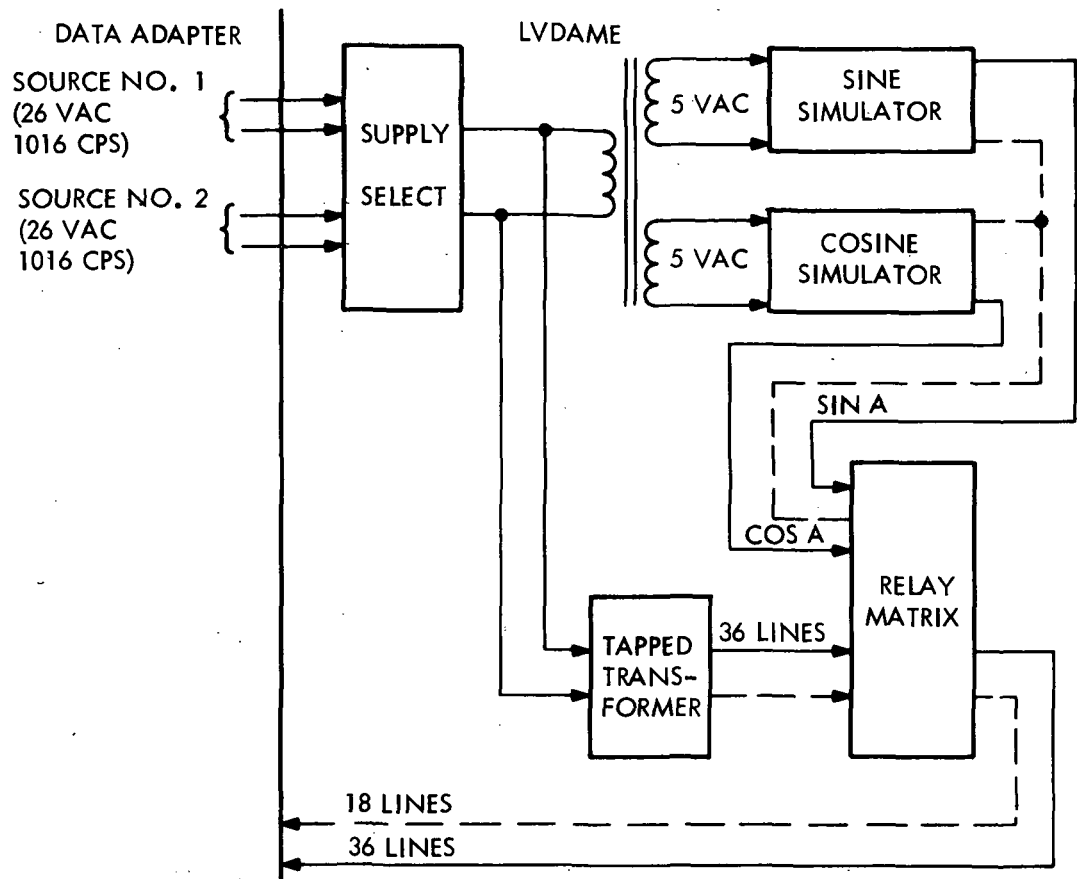 DATA ADAPTER
LVDAME
SOURCE NO. 1
(26 VAC
1016 CPS)
SOURCE NO. 2
(26 VAC
1016 CPS)
SUPPLY
SELECT
5 VAC
SINE
SIMULATOR
5 VAC
COSINE
SIMULATOR
SIN A
COS A
RELAY
MATRIX
TAPPED
TRANS-
FORMER
36 LINES
18 LINES
36 LINES